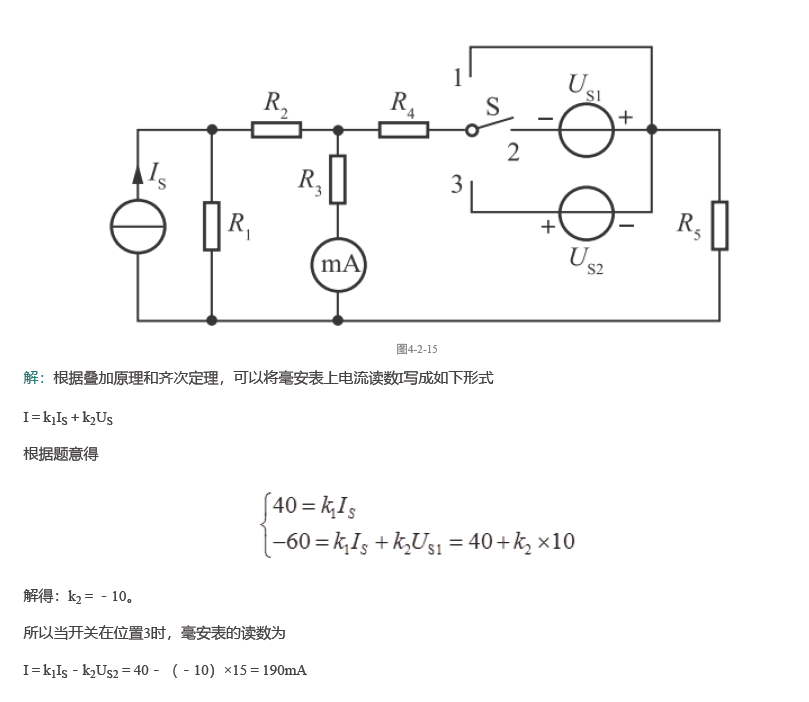 U_S1
R_2
R_4
1
S
−
+
2
I_S
R_3
3
R_1
mA
+
−
R_5
U_S2
图4-2-15
解：根据叠加原理和齐次定理，可以将毫安表上电流读数I写成如下形式
I＝k₁I_S＋k₂U_S
根据题意得
40 = k₁I_S
−60 = k₁I_S + k₂U_S1 = 40 + k₂ ×10
解得：k₂＝－10。
所以当开关在位置3时，毫安表的读数为
I＝k₁I_S－k₂U_S2＝40－（－10）×15＝190mA